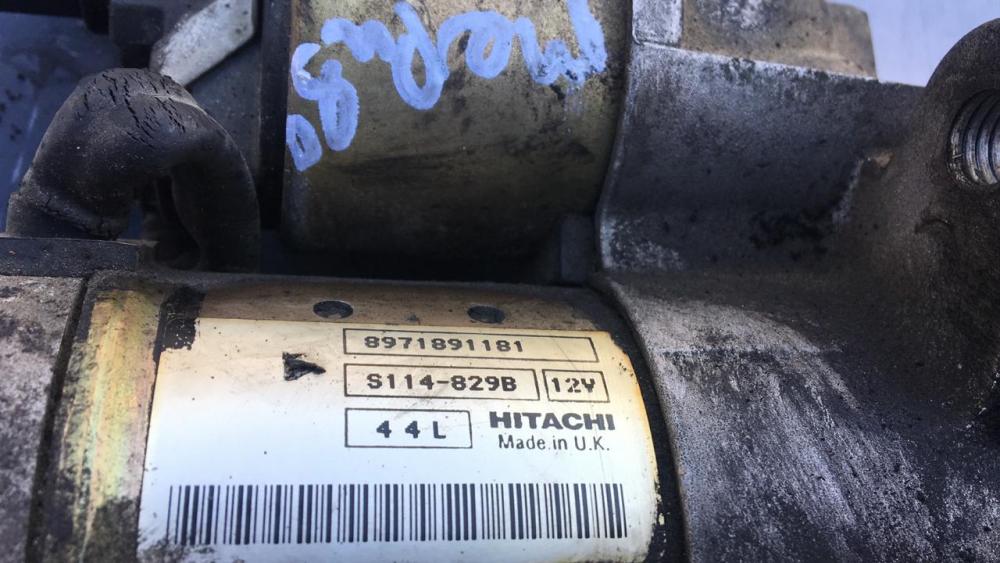 8971891181
S114-829B 12V
44L HITACHI
Made in U.K.